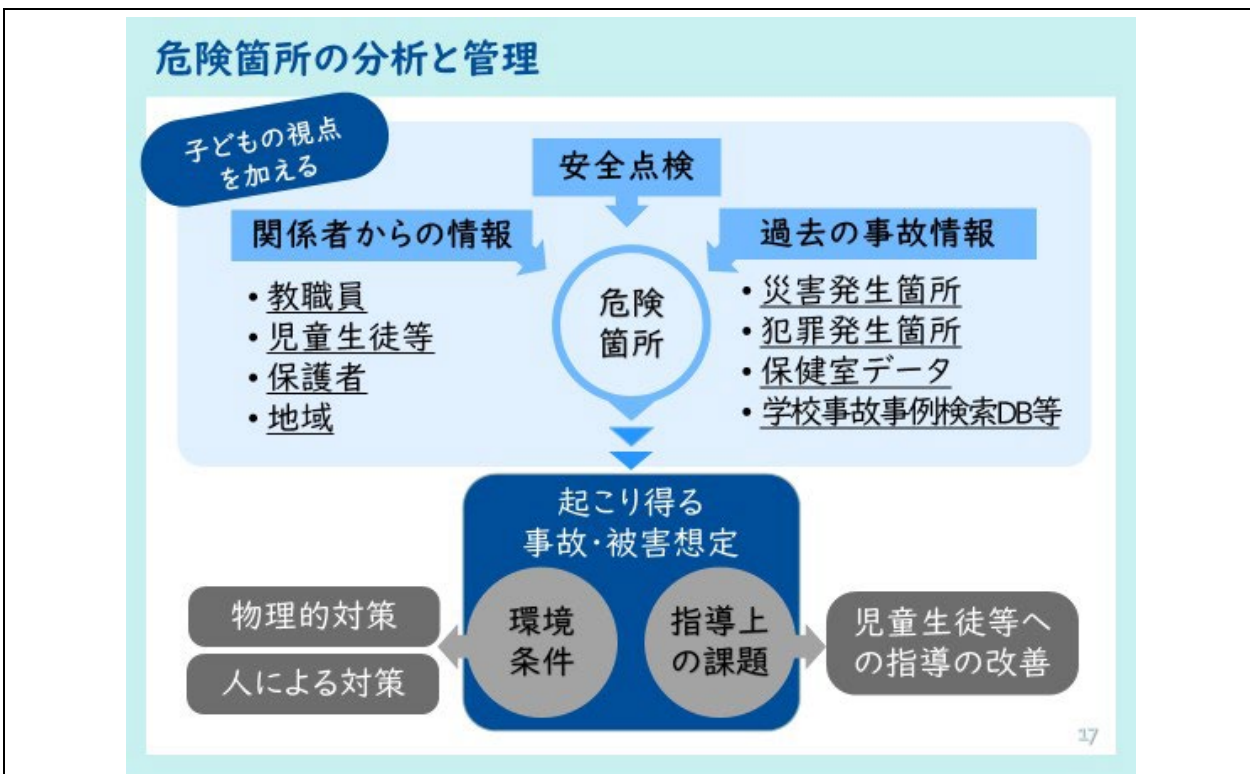 危険箇所の分析と管理
子どもの視点
を加える
安全点検
関係者からの情報
・教職員
・児童生徒等
・保護者
・地域
過去の事故情報
・災害発生箇所
・犯罪発生箇所
・保健室データ
・学校事故事例検索DB等
危険
箇所
起こり得る
事故・被害想定
環境
条件
指導上
の課題
物理的対策
人による対策
児童生徒等へ
の指導の改善
17